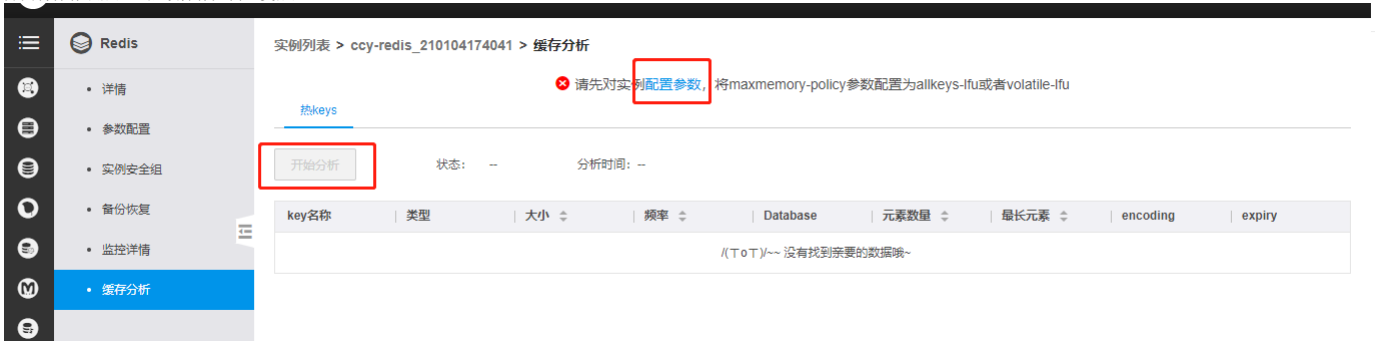 Redis
实例列表 > ccy-redis_210104174041 > 缓存分析
详情
参数配置
实例安全组
备份恢复
监控详情
缓存分析
请先对实例配置参数，将maxmemory-policy参数配置为allkeys-lfu或者volatile-lfu
热keys
开始分析 状态： -- 分析时间：--
key名称 类型 大小 频率 Database 元素数量 最长元素 encoding expiry
/(ㄒoㄒ)/~~ 没有找到亲要的数据哦~